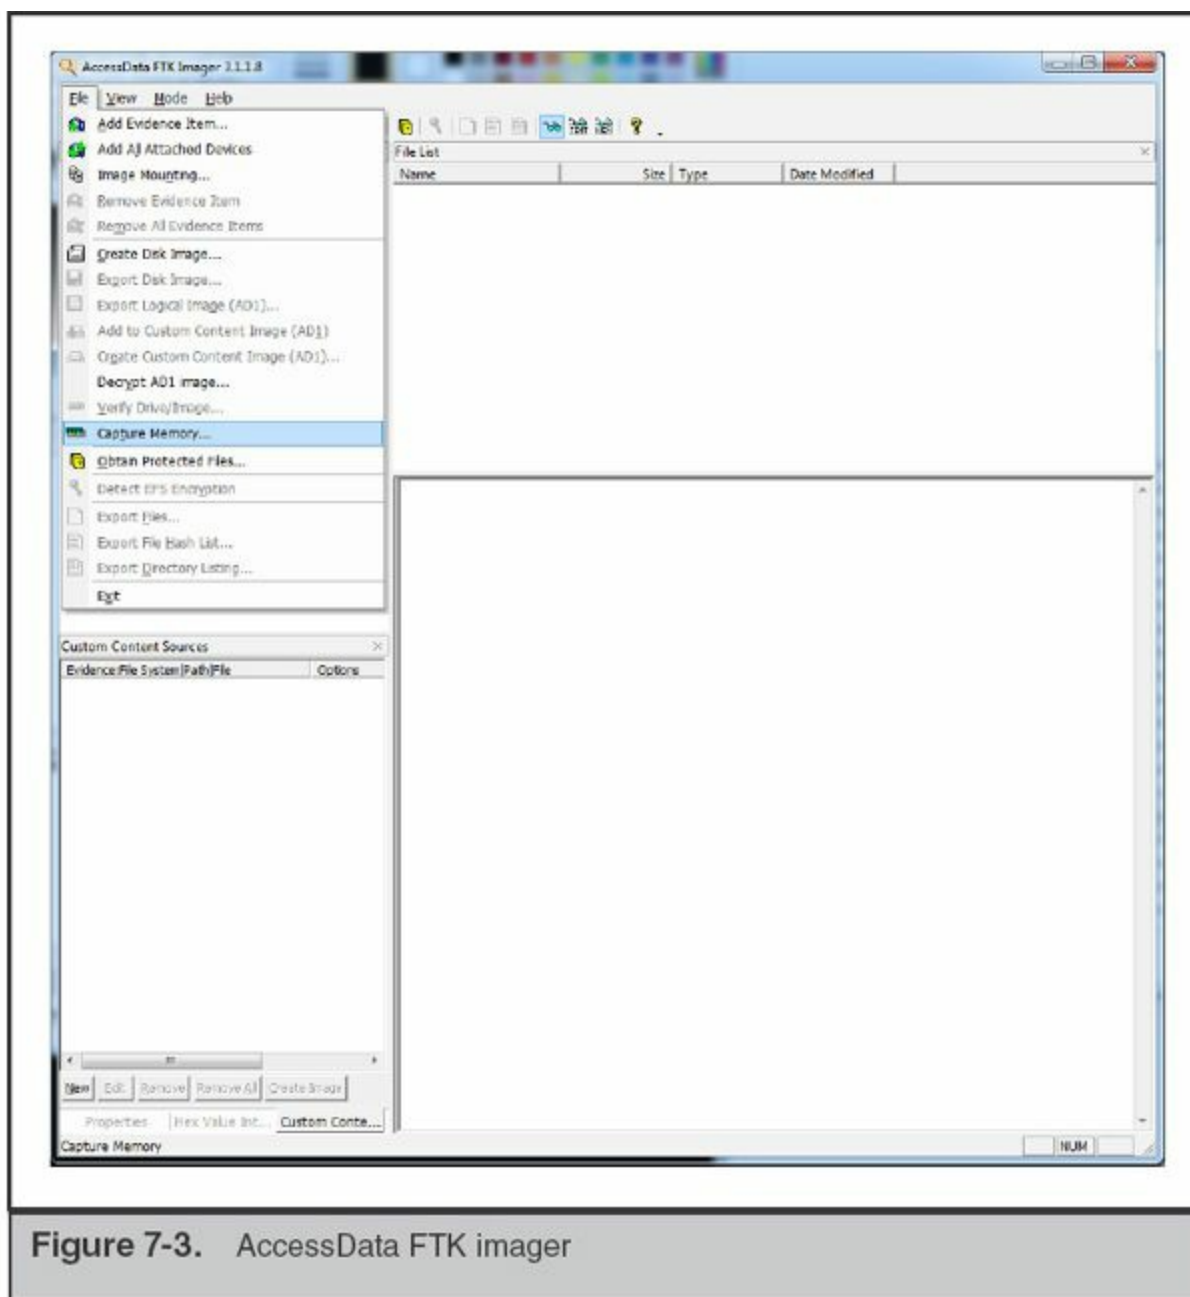 AccessData FTK Imager 3.1.1.8
File View Mode Help
Add Evidence Item...
Add All Attached Devices
Image Mounting...
Remove Evidence Item
Remove All Evidence Items
Create Disk Image...
Export Disk Image...
Export Logical Image (AD1)...
Add to Custom Content Image (AD1)
Create Custom Content Image (AD1)...
Decrypt AD1 image...
Verify Drive/Image...
Capture Memory...
Obtain Protected Files...
Detect EFS Encryption
Export Files...
Export File Hash List...
Export Directory Listing...
Exit
File List
Name Size Type Date Modified
Custom Content Sources
Evidence:File System|Path|File Options
New Edit Remove Remove All Create Image
Properties Hex Value Int... Custom Conte...
Capture Memory NUM
Figure 7-3. AccessData FTK imager